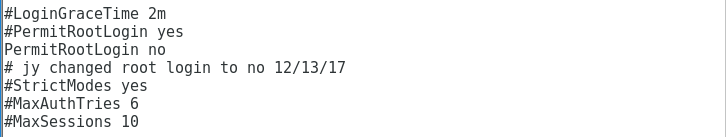 #LoginGraceTime 2m
#PermitRootLogin yes
PermitRootLogin no
# jy changed root login to no 12/13/17
#StrictModes yes
#MaxAuthTries 6
#MaxSessions 10